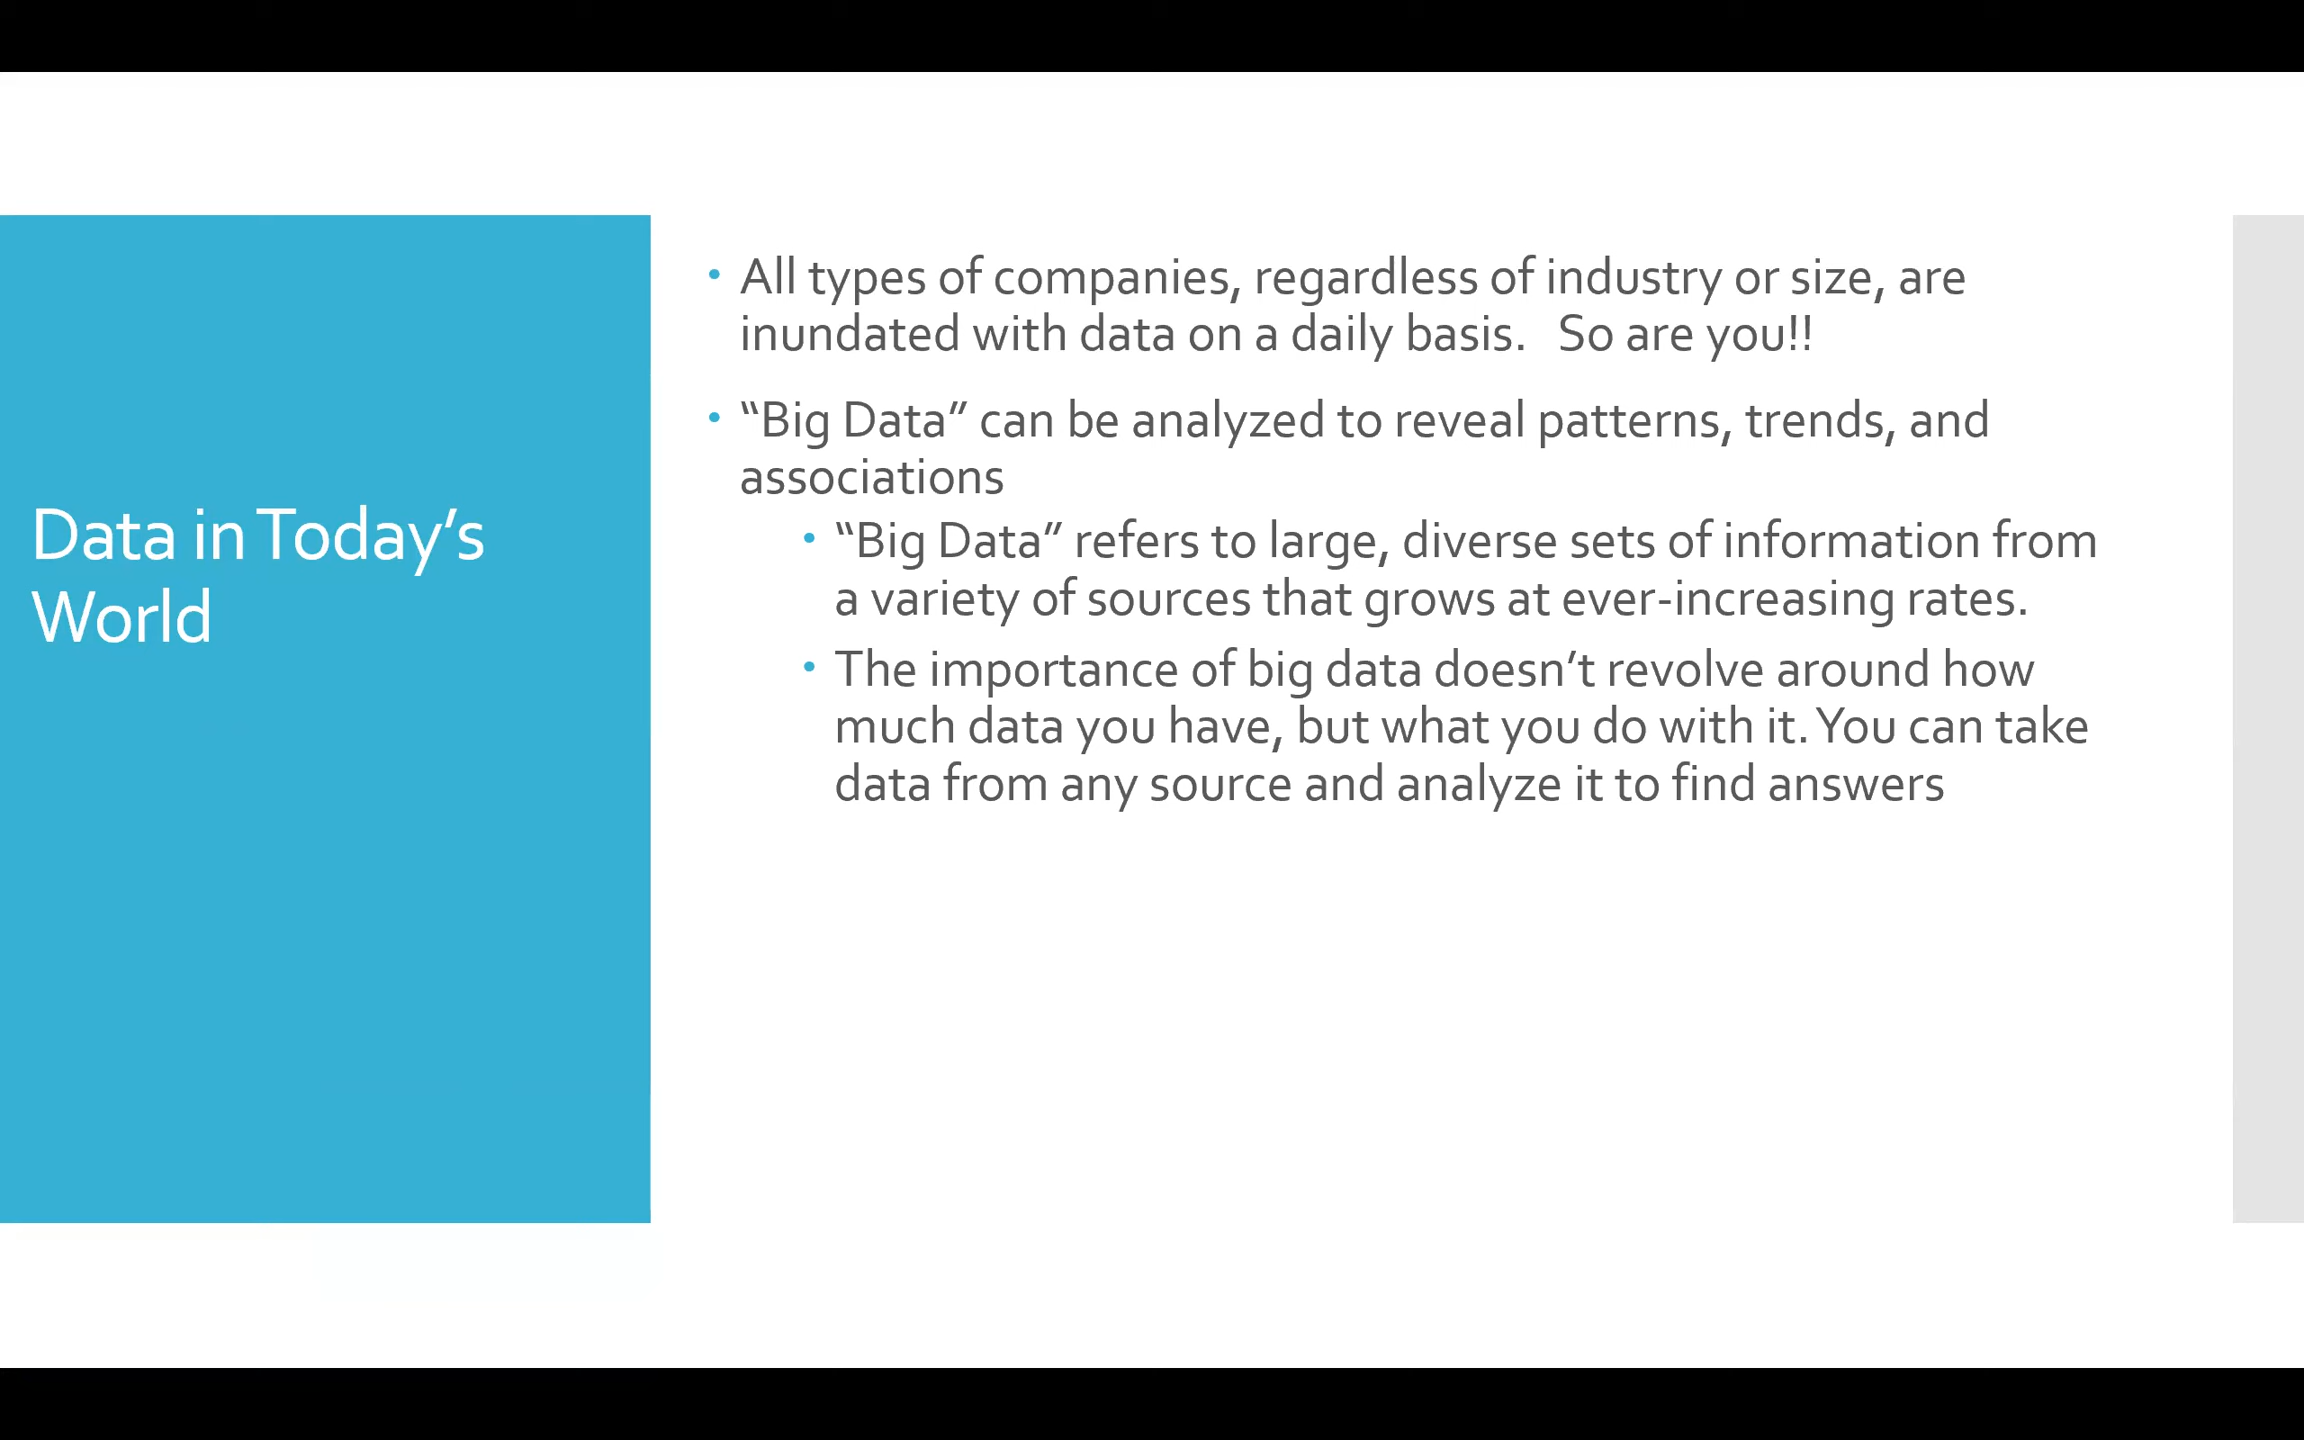 Data in Today’s
World
• All types of companies, regardless of industry or size, are
inundated with data on a daily basis.   So are you!!
• “Big Data” can be analyzed to reveal patterns, trends, and
associations
• “Big Data” refers to large, diverse sets of information from
a variety of sources that grows at ever-increasing rates.
• The importance of big data doesn’t revolve around how
much data you have, but what you do with it. You can take
data from any source and analyze it to find answers